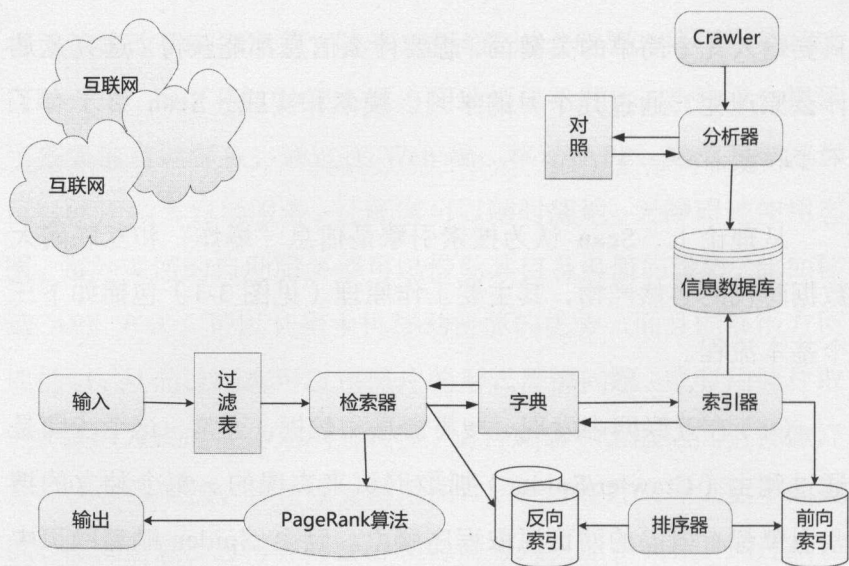 互联网
互联网
Crawler
对照
分析器
信息数据库
输入
过滤表
检索器
字典
索引器
输出
PageRank算法
反向
索引
排序器
前向
索引